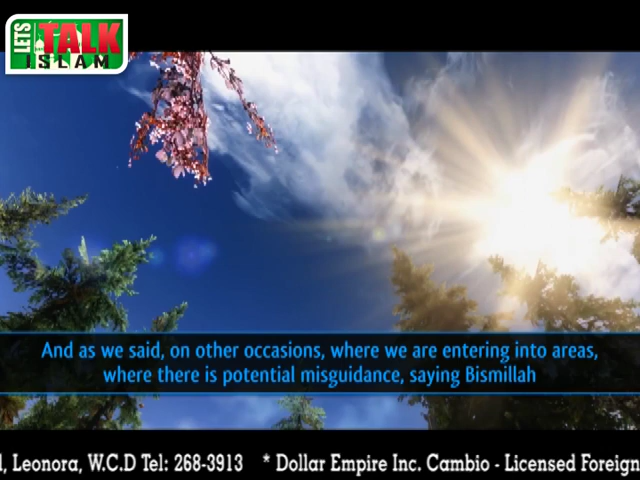 LETS
TALK
ISLAM
And as we said, on other occasions, where we are entering into areas,
where there is potential misguidance, saying Bismillah
, Leonora, W.C.D Tel: 268-3913 * Dollar Empire Inc. Cambio - Licensed Foreign